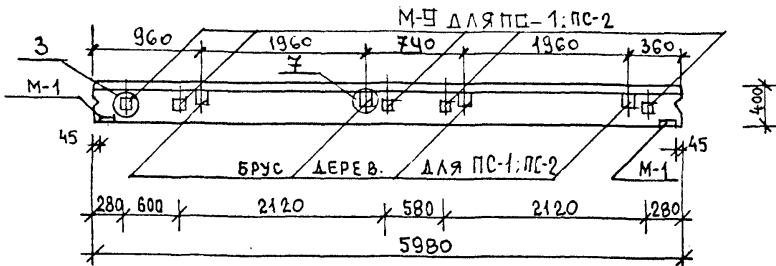 М-9 ДЛЯ ПС-1; ПС-2
960 1960 740 1960 360
3 7
М-1
400
45 45
БРУС ДЕРЕВ. ДЛЯ ПС-1; ПС-2 М-1
280 600 2120 580 2120 280
5980